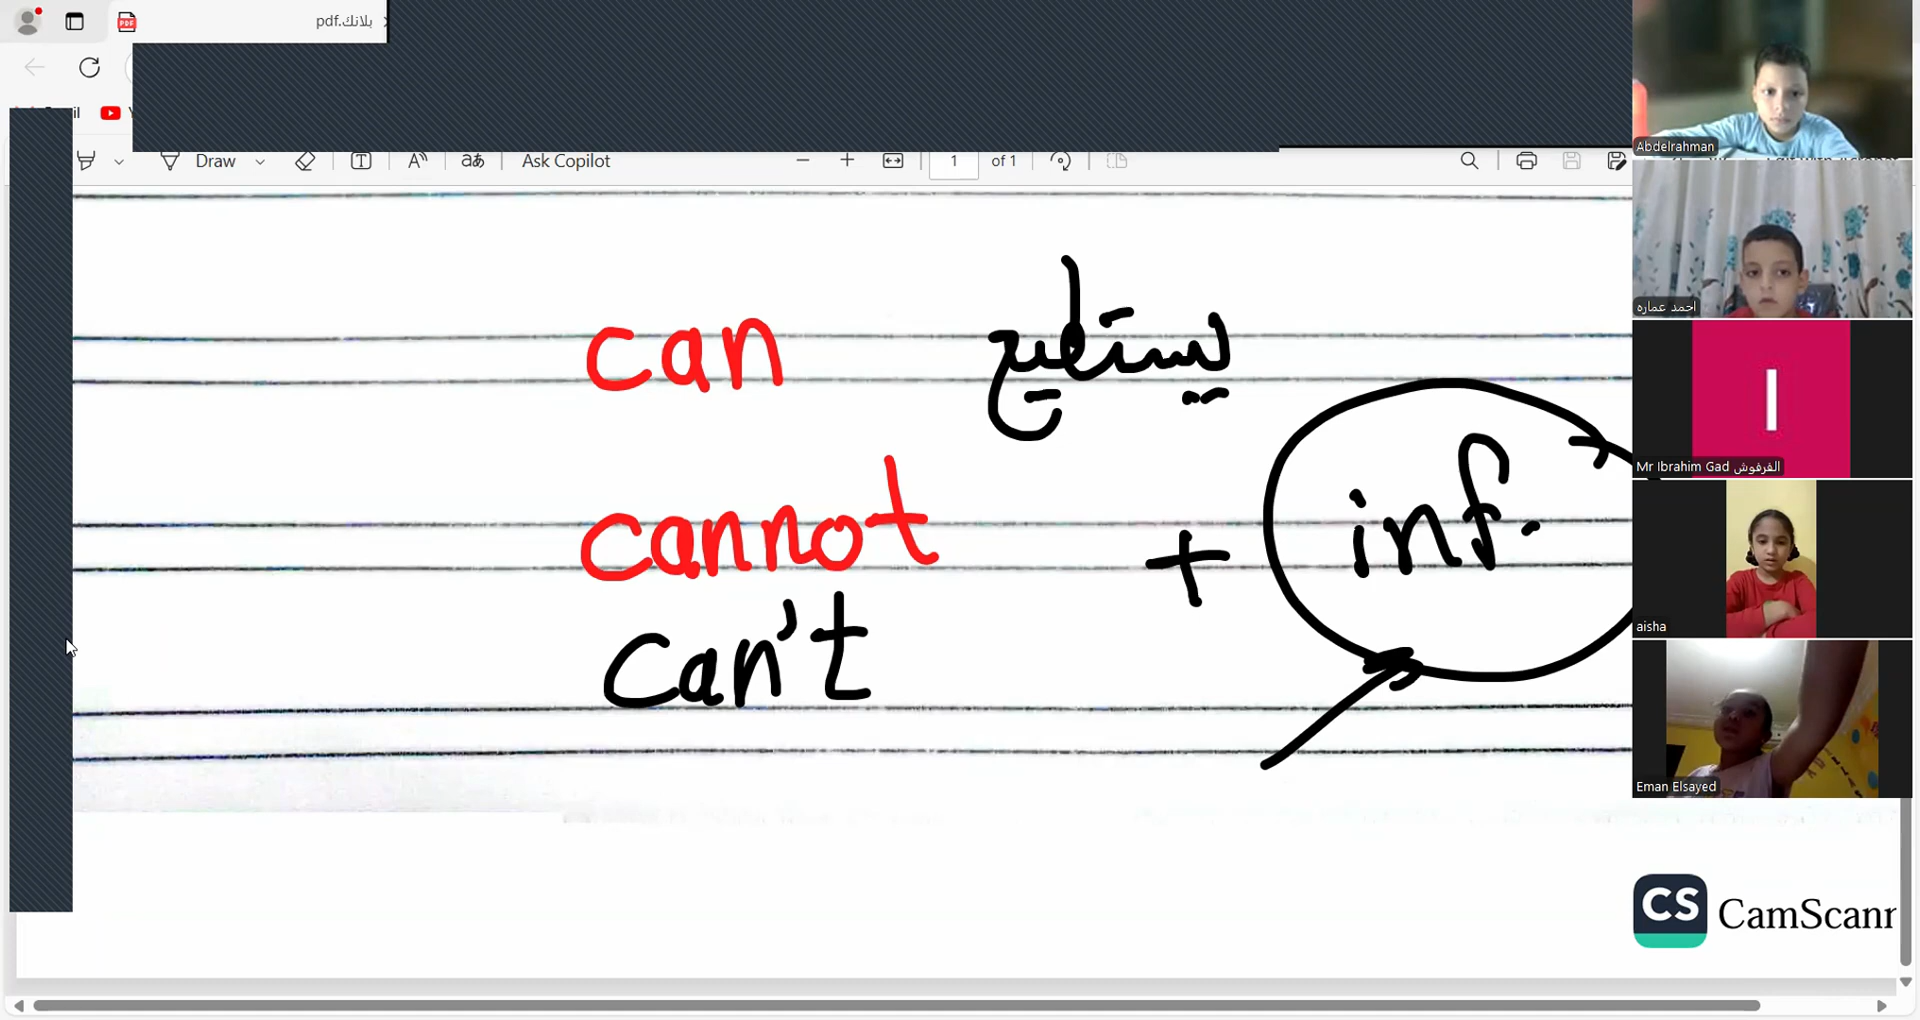 بلانك.pdf
Draw
Ask Copilot
1 of 1
can يستطيع
cannot + inf.
can't
Abdelrahman
احمد عماره
I
Mr Ibrahim Gad القرفوش
aisha
Eman Elsayed
CS CamScanr